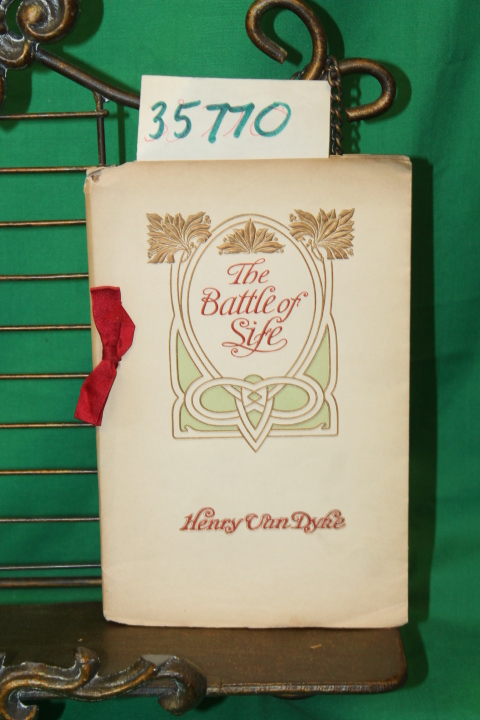 35770
The
Battle of
Life
Henry Van Dyke